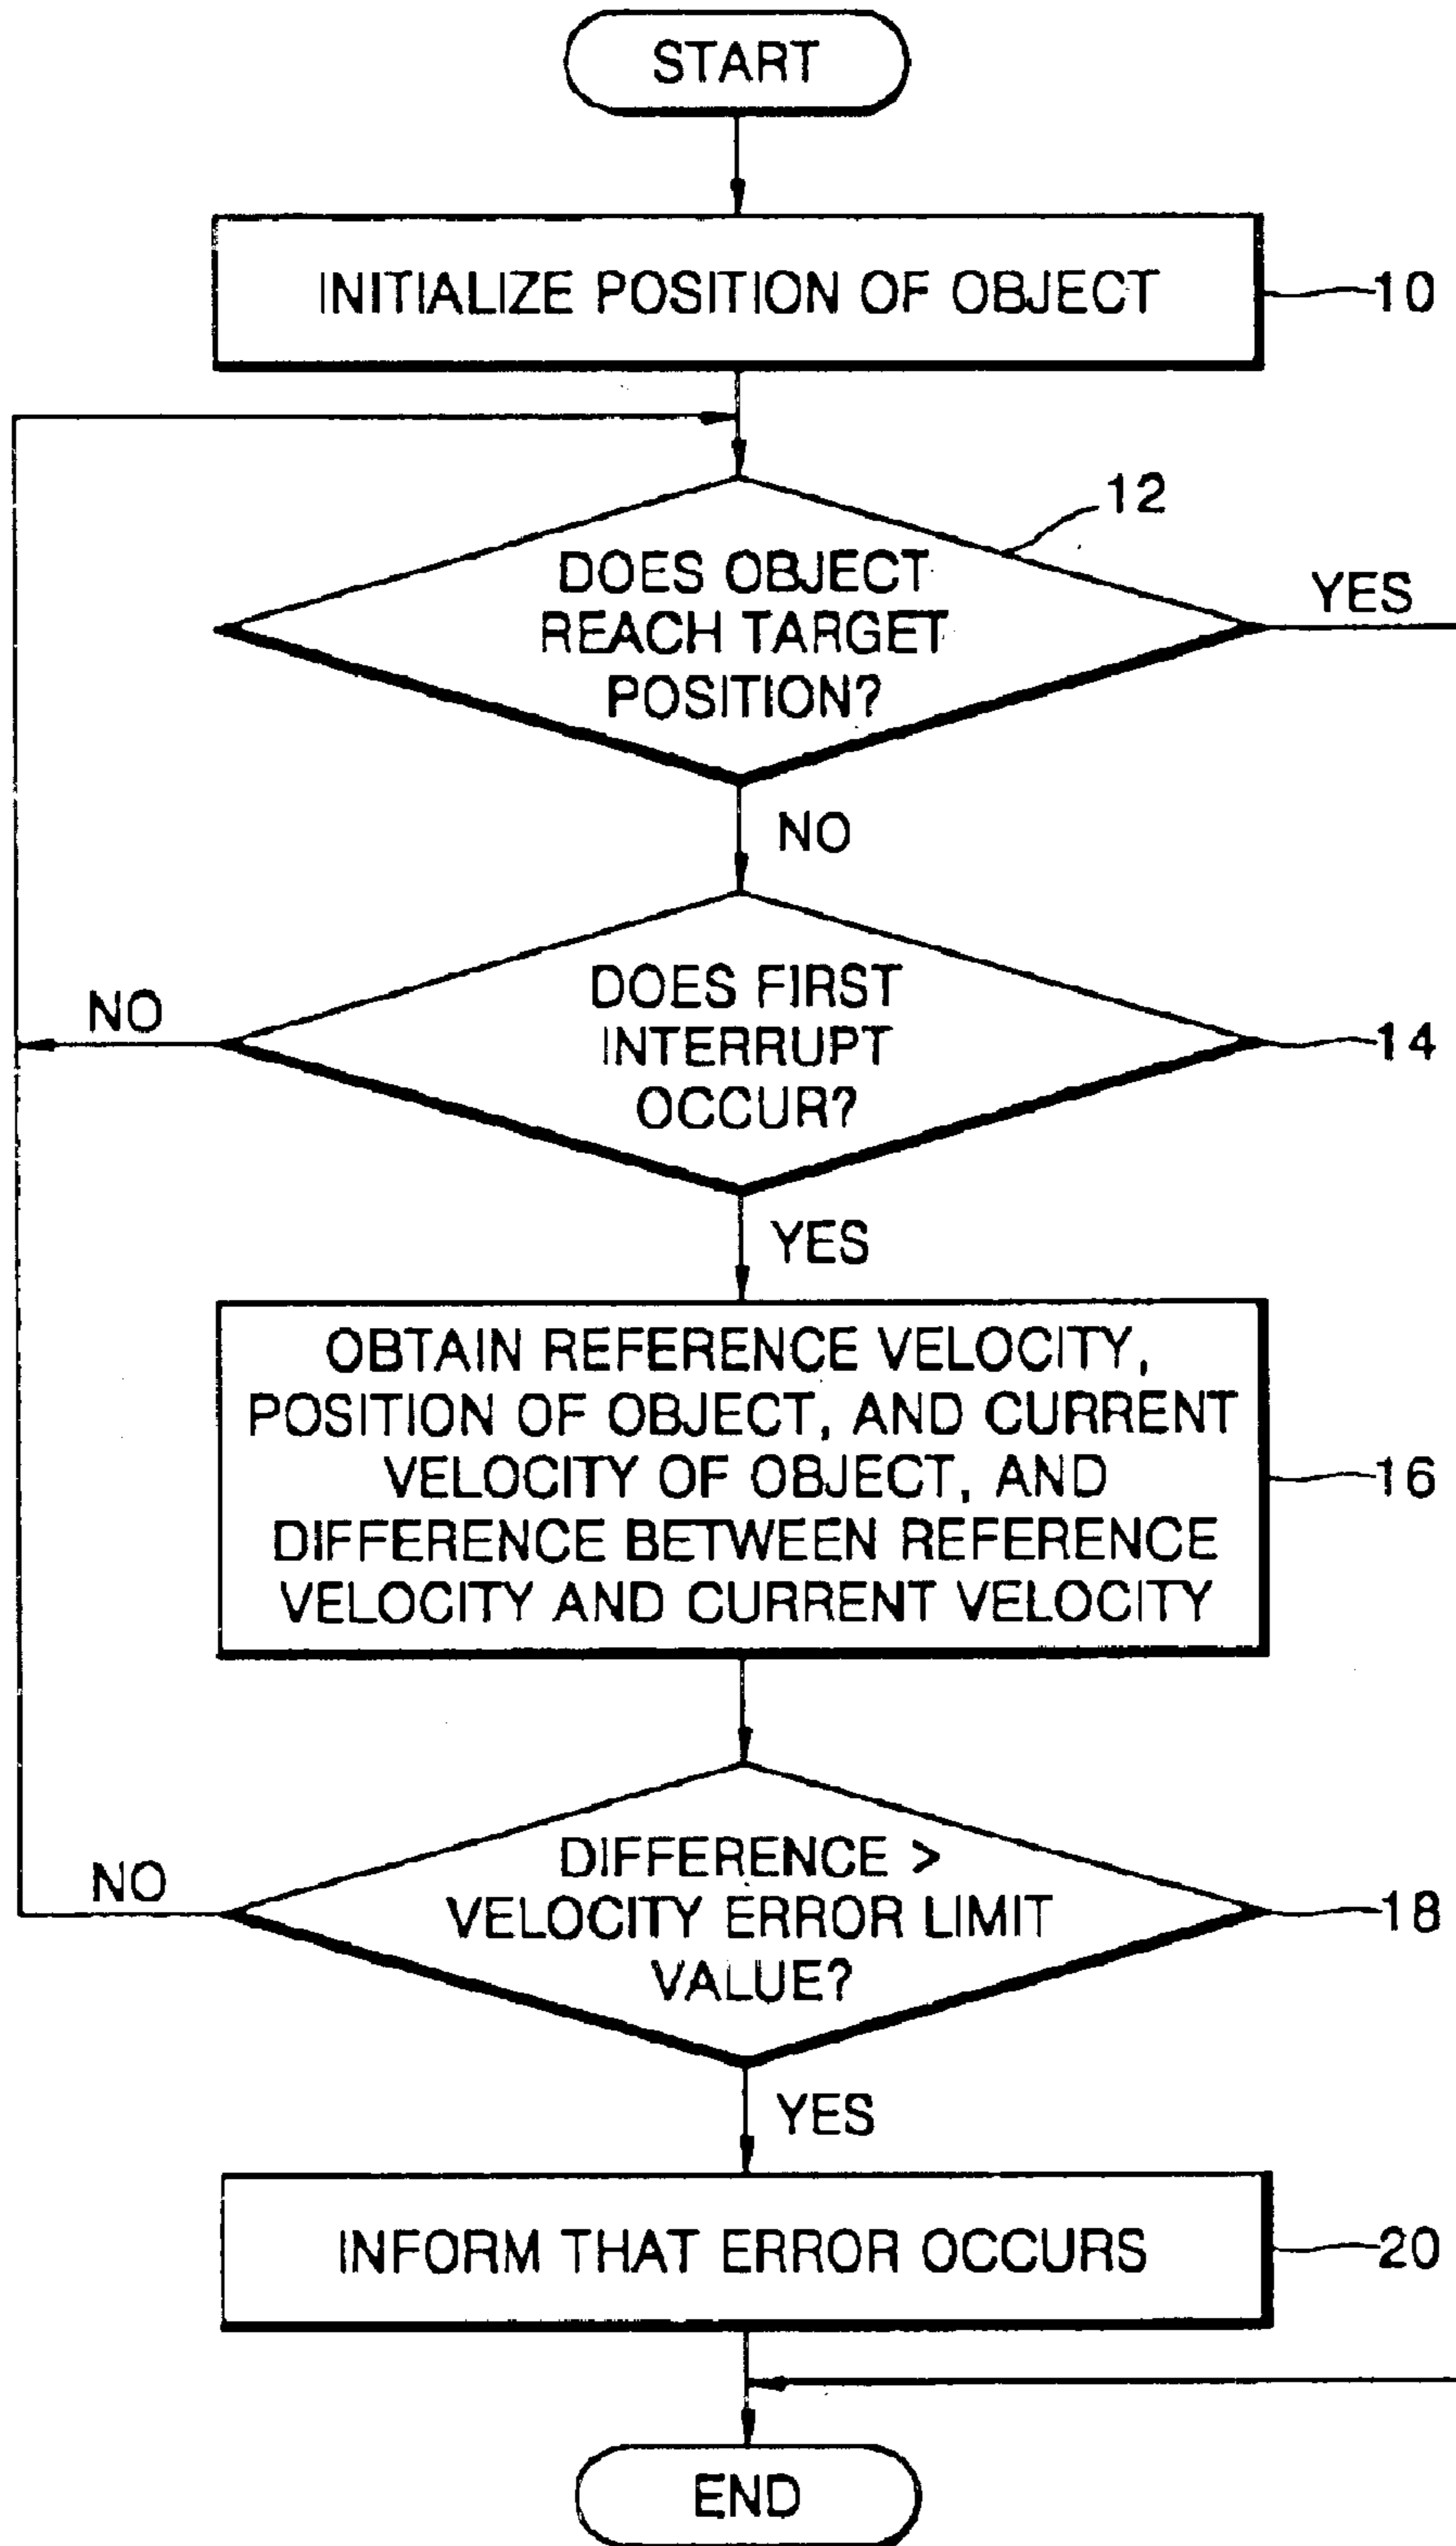 START
INITIALIZE POSITION OF OBJECT
10
12
DOES OBJECT
REACH TARGET
POSITION?
YES
NO
DOES FIRST
INTERRUPT
OCCUR?
NO
14
YES
OBTAIN REFERENCE VELOCITY,
POSITION OF OBJECT, AND CURRENT
VELOCITY OF OBJECT, AND
DIFFERENCE BETWEEN REFERENCE
VELOCITY AND CURRENT VELOCITY
16
DIFFERENCE >
VELOCITY ERROR LIMIT
VALUE?
NO
18
YES
INFORM THAT ERROR OCCURS
20
END